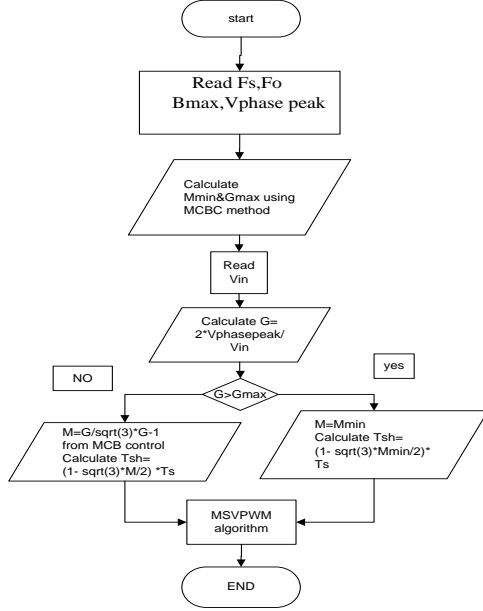 start
Read Fs,Fo
Bmax,Vphase peak
Calculate
Mmin&Gmax using
MCBC method
Read
Vin
Calculate G=
2*Vphasepeak/
Vin
NO
yes
G>Gmax
M=G/sqrt(3)*G-1
from MCB control
Calculate Tsh=
(1- sqrt(3)*M/2) *Ts
M=Mmin
Calculate Tsh=
(1- sqrt(3)*Mmin/2)*
Ts
MSVPWM
algorithm
END